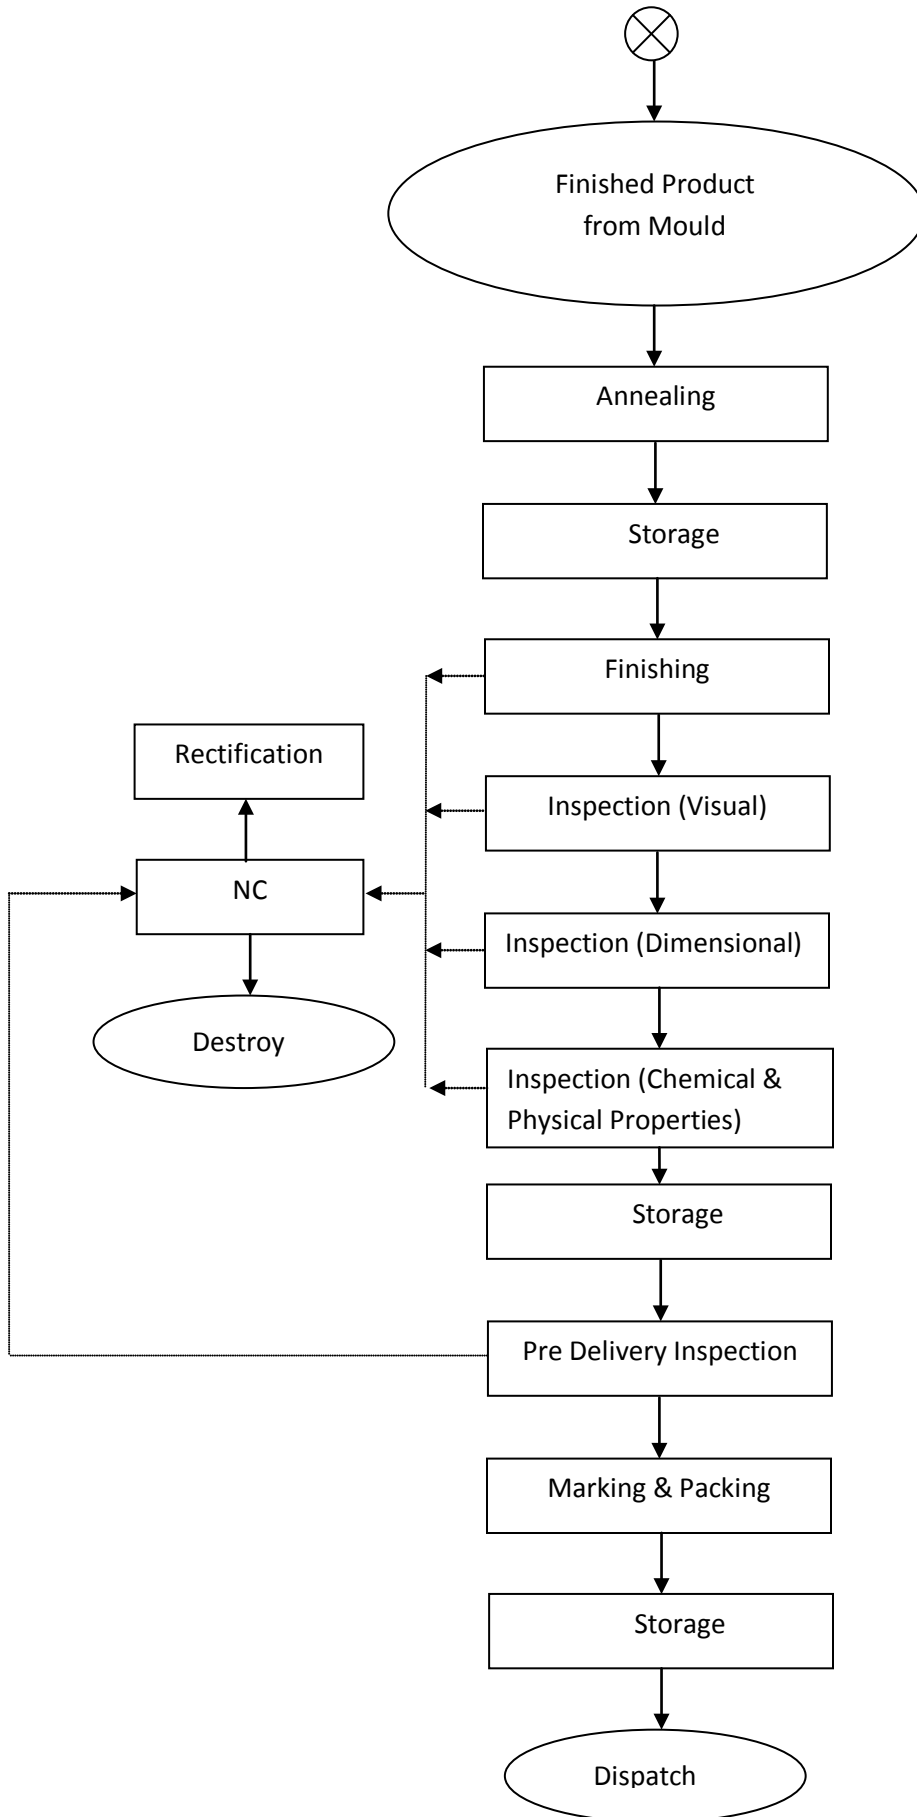 Finished Product
from Mould
Annealing
Storage
Finishing
Rectification
Inspection (Visual)
NC
Inspection (Dimensional)
Destroy
Inspection (Chemical &
Physical Properties)
Storage
Pre Delivery Inspection
Marking & Packing
Storage
Dispatch